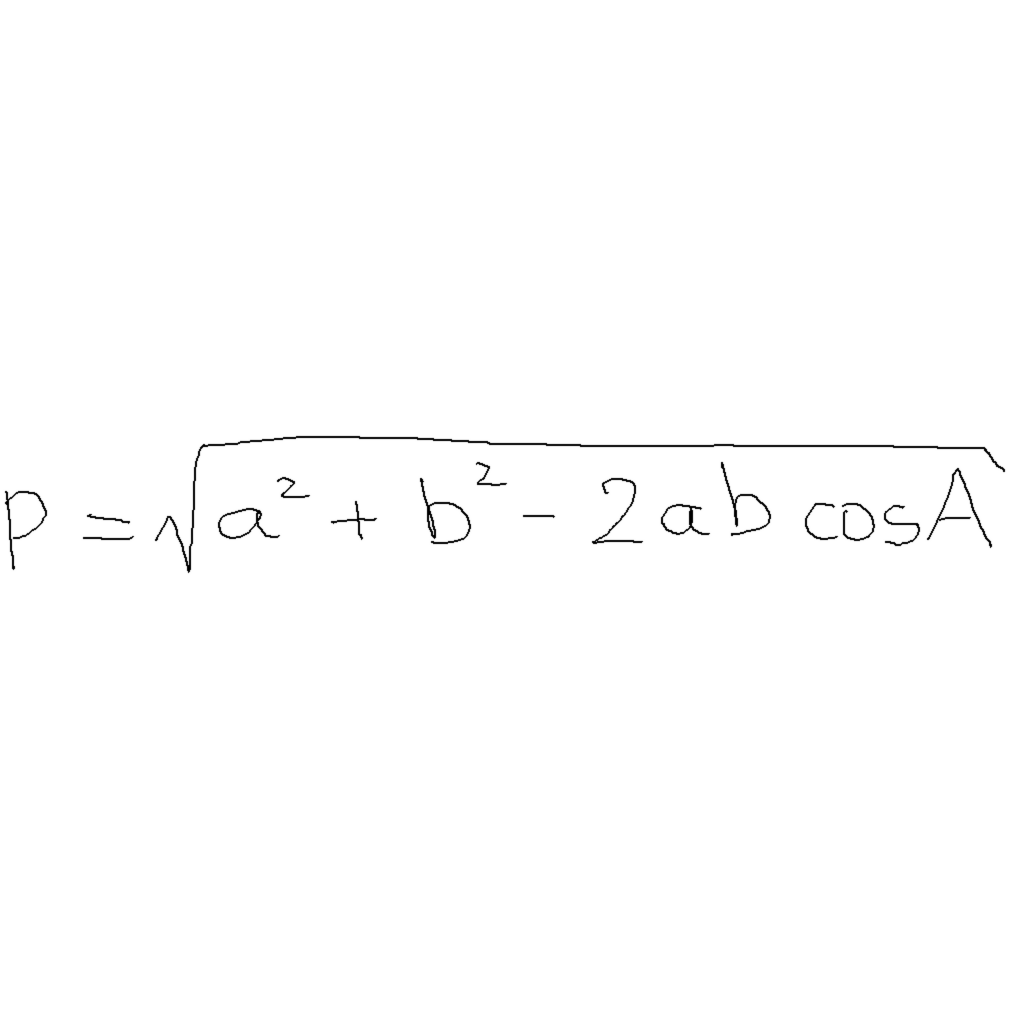 p = √(a² + b² - 2ab cosA)